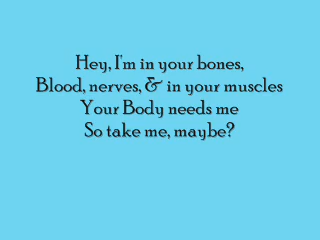 Hey, I'm in your bones,
Blood, nerves, & in your muscles
Your Body needs me
So take me, maybe?